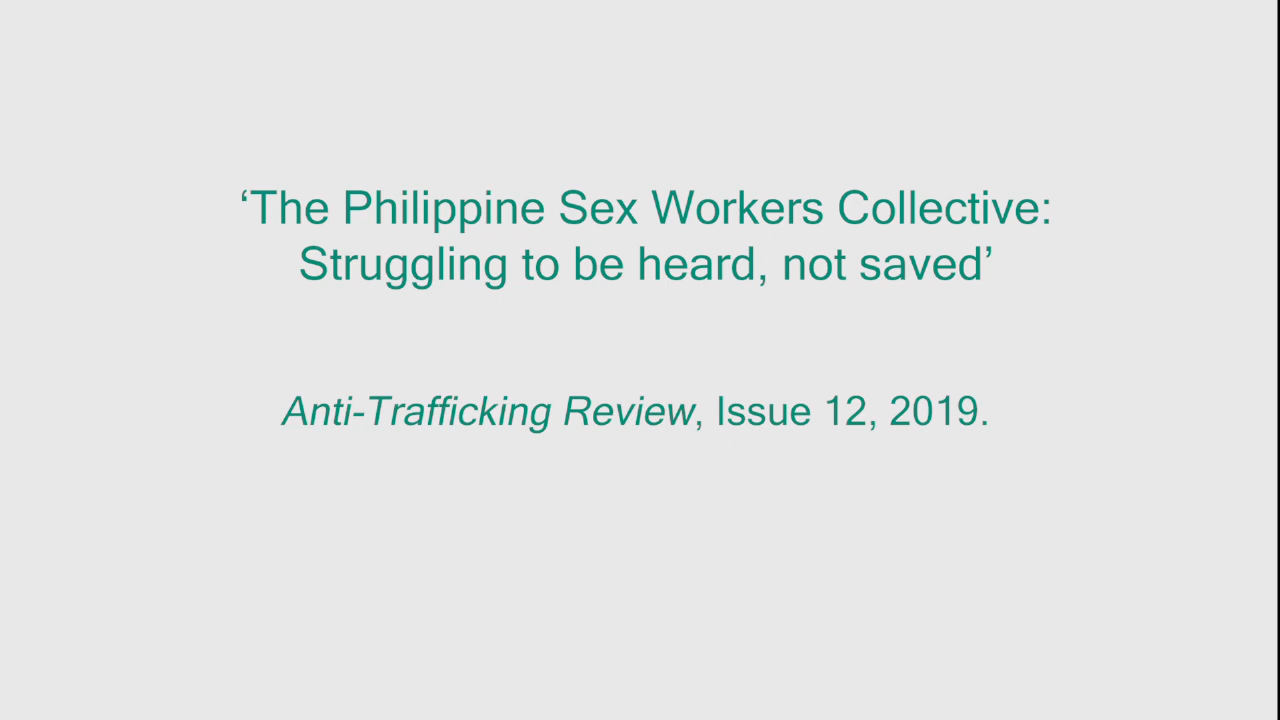 ‘The Philippine Sex Workers Collective:
Struggling to be heard, not saved’
Anti-Trafficking Review, Issue 12, 2019.